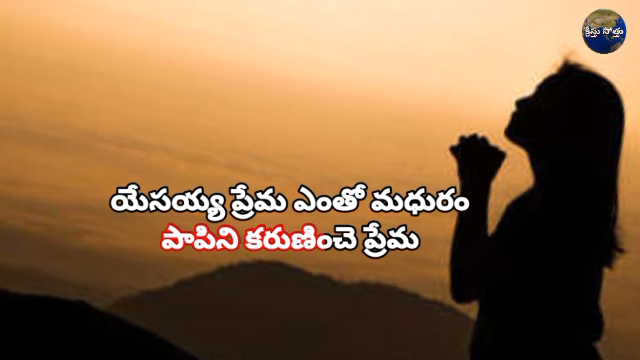 క్రీస్తు సోత్తు
యేసయ్య ప్రేమ ఎంతో మధురం
పాపిని కరుణించె ప్రేమ